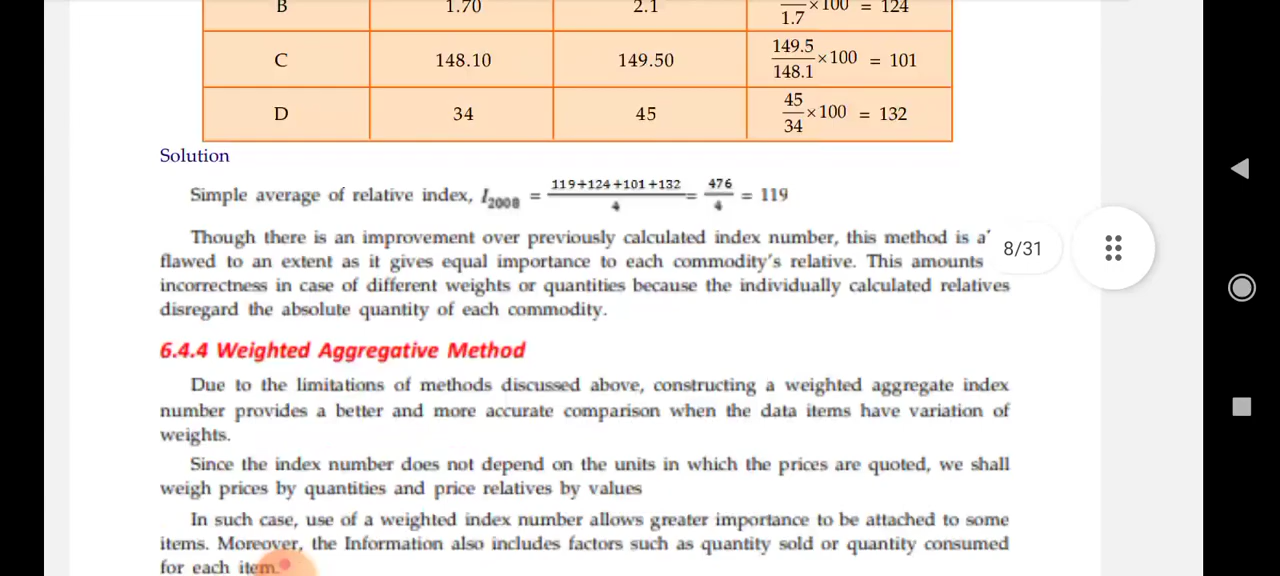 B 1.70 2.1 1.7 ×100 = 124
C 148.10 149.50 149.5/148.1 ×100 = 101
D 34 45 45/34 ×100 = 132
Solution
Simple average of relative index, I2008 = 119+124+101+132/4 = 476/4 = 119
Though there is an improvement over previously calculated index number, this method is
flawed to an extent as it gives equal importance to each commodity's relative. This amounts
incorrectness in case of different weights or quantities because the individually calculated relatives
disregard the absolute quantity of each commodity.
8/31
6.4.4 Weighted Aggregative Method
Due to the limitations of methods discussed above, constructing a weighted aggregate index
number provides a better and more accurate comparison when the data items have variation of
weights.
Since the index number does not depend on the units in which the prices are quoted, we shall
weigh prices by quantities and price relatives by values
In such case, use of a weighted index number allows greater importance to be attached to some
items. Moreover, the Information also includes factors such as quantity sold or quantity consumed
for each item.